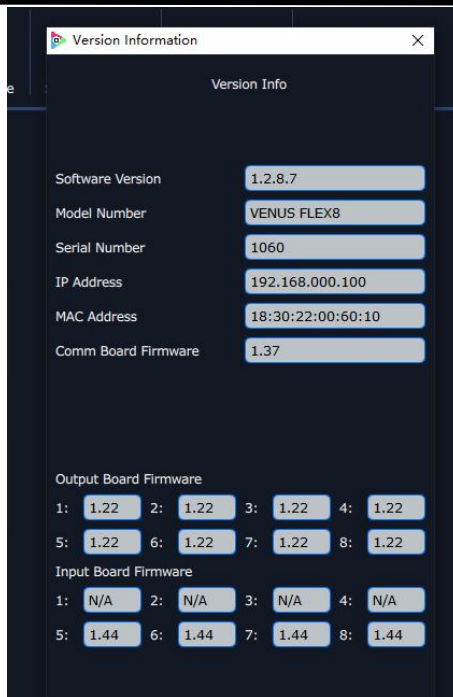 Version Information
e
Version Info
Software Version 1.2.8.7
Model Number VENUS FLEX8
Serial Number 1060
IP Address 192.168.000.100
MAC Address 18:30:22:00:60:10
Comm Board Firmware 1.37
Output Board Firmware
1: 1.22 2: 1.22 3: 1.22 4: 1.22
5: 1.22 6: 1.22 7: 1.22 8: 1.22
Input Board Firmware
1: N/A 2: N/A 3: N/A 4: N/A
5: 1.44 6: 1.44 7: 1.44 8: 1.44